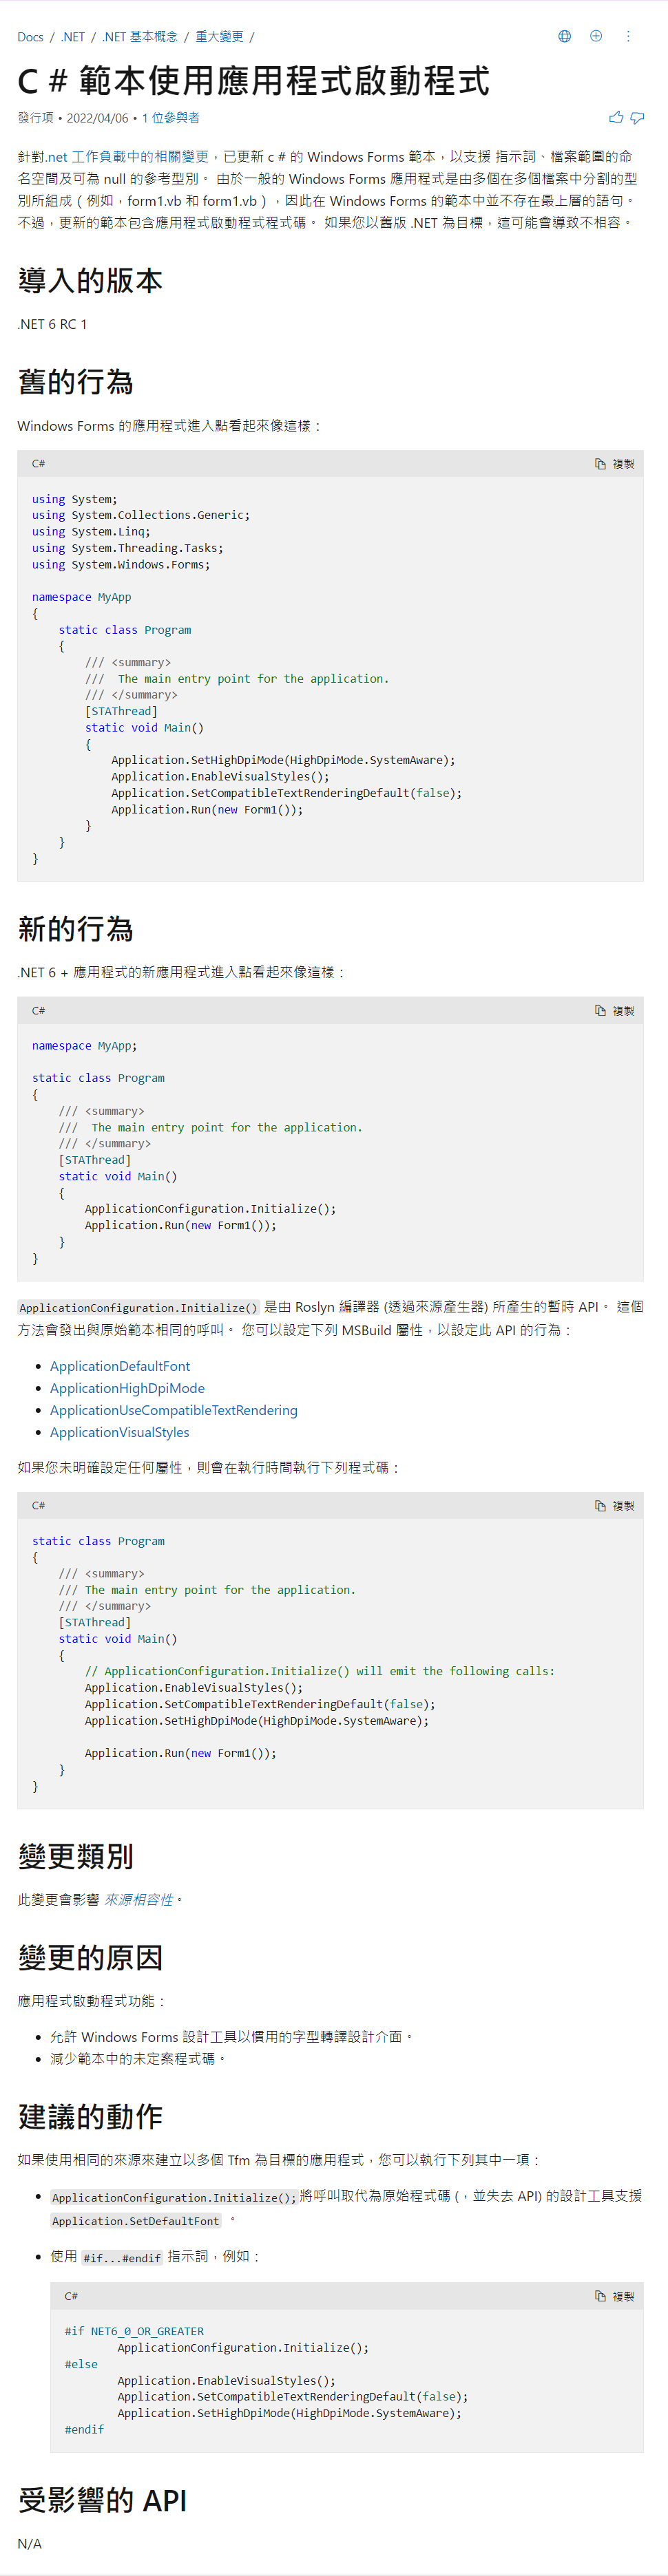 Docs / .NET / .NET 基本概念 / 重大變更 /
C # 範本使用應用程式啟動程式
發行項 • 2022/04/06 • 1 位參與者
針對.net 工作負載中的相關變更，已更新 c # 的 Windows Forms 範本，以支援 指示詞、檔案範圍的命
名空間及可為 null 的參考型別。 由於一般的 Windows Forms 應用程式是由多個在多個檔案中分割的型
別所組成 ( 例如，form1.vb 和 form1.vb ) ，因此在 Windows Forms 的範本中並不存在最上層的語句。
不過，更新的範本包含應用程式啟動程式程式碼。 如果您以舊版 .NET 為目標，這可能會導致不相容。
導入的版本
.NET 6 RC 1
舊的行為
Windows Forms 的應用程式進入點看起來像這樣：
C# 複製
using System;
using System.Collections.Generic;
using System.Linq;
using System.Threading.Tasks;
using System.Windows.Forms;
namespace MyApp
{
    static class Program
    {
        /// <summary>
        ///  The main entry point for the application.
        /// </summary>
        [STAThread]
        static void Main()
        {
            Application.SetHighDpiMode(HighDpiMode.SystemAware);
            Application.EnableVisualStyles();
            Application.SetCompatibleTextRenderingDefault(false);
            Application.Run(new Form1());
        }
    }
}
新的行為
.NET 6 + 應用程式的新應用程式進入點看起來像這樣：
C# 複製
namespace MyApp;
static class Program
{
    /// <summary>
    ///  The main entry point for the application.
    /// </summary>
    [STAThread]
    static void Main()
    {
        ApplicationConfiguration.Initialize();
        Application.Run(new Form1());
    }
}
ApplicationConfiguration.Initialize() 是由 Roslyn 編譯器 (透過來源產生器) 所產生的暫時 API。 這個
方法會發出與原始範本相同的呼叫。 您可以設定下列 MSBuild 屬性，以設定此 API 的行為：
• ApplicationDefaultFont
• ApplicationHighDpiMode
• ApplicationUseCompatibleTextRendering
• ApplicationVisualStyles
如果您未明確設定任何屬性，則會在執行時間執行下列程式碼：
C# 複製
static class Program
{
    /// <summary>
    /// The main entry point for the application.
    /// </summary>
    [STAThread]
    static void Main()
    {
        // ApplicationConfiguration.Initialize() will emit the following calls:
        Application.EnableVisualStyles();
        Application.SetCompatibleTextRenderingDefault(false);
        Application.SetHighDpiMode(HighDpiMode.SystemAware);
        Application.Run(new Form1());
    }
}
變更類別
此變更會影響 來源相容性。
變更的原因
應用程式啟動程式功能：
• 允許 Windows Forms 設計工具以慣用的字型轉譯設計介面。
• 減少範本中的未定案程式碼。
建議的動作
如果使用相同的來源來建立以多個 Tfm 為目標的應用程式，您可以執行下列其中一項：
• ApplicationConfiguration.Initialize();將呼叫取代為原始程式碼 (，並失去 API) 的設計工具支援
Application.SetDefaultFont 。
• 使用 #if...#endif 指示詞，例如：
C# 複製
#if NET6_0_OR_GREATER
        ApplicationConfiguration.Initialize();
#else
        Application.EnableVisualStyles();
        Application.SetCompatibleTextRenderingDefault(false);
        Application.SetHighDpiMode(HighDpiMode.SystemAware);
#endif
受影響的 API
N/A